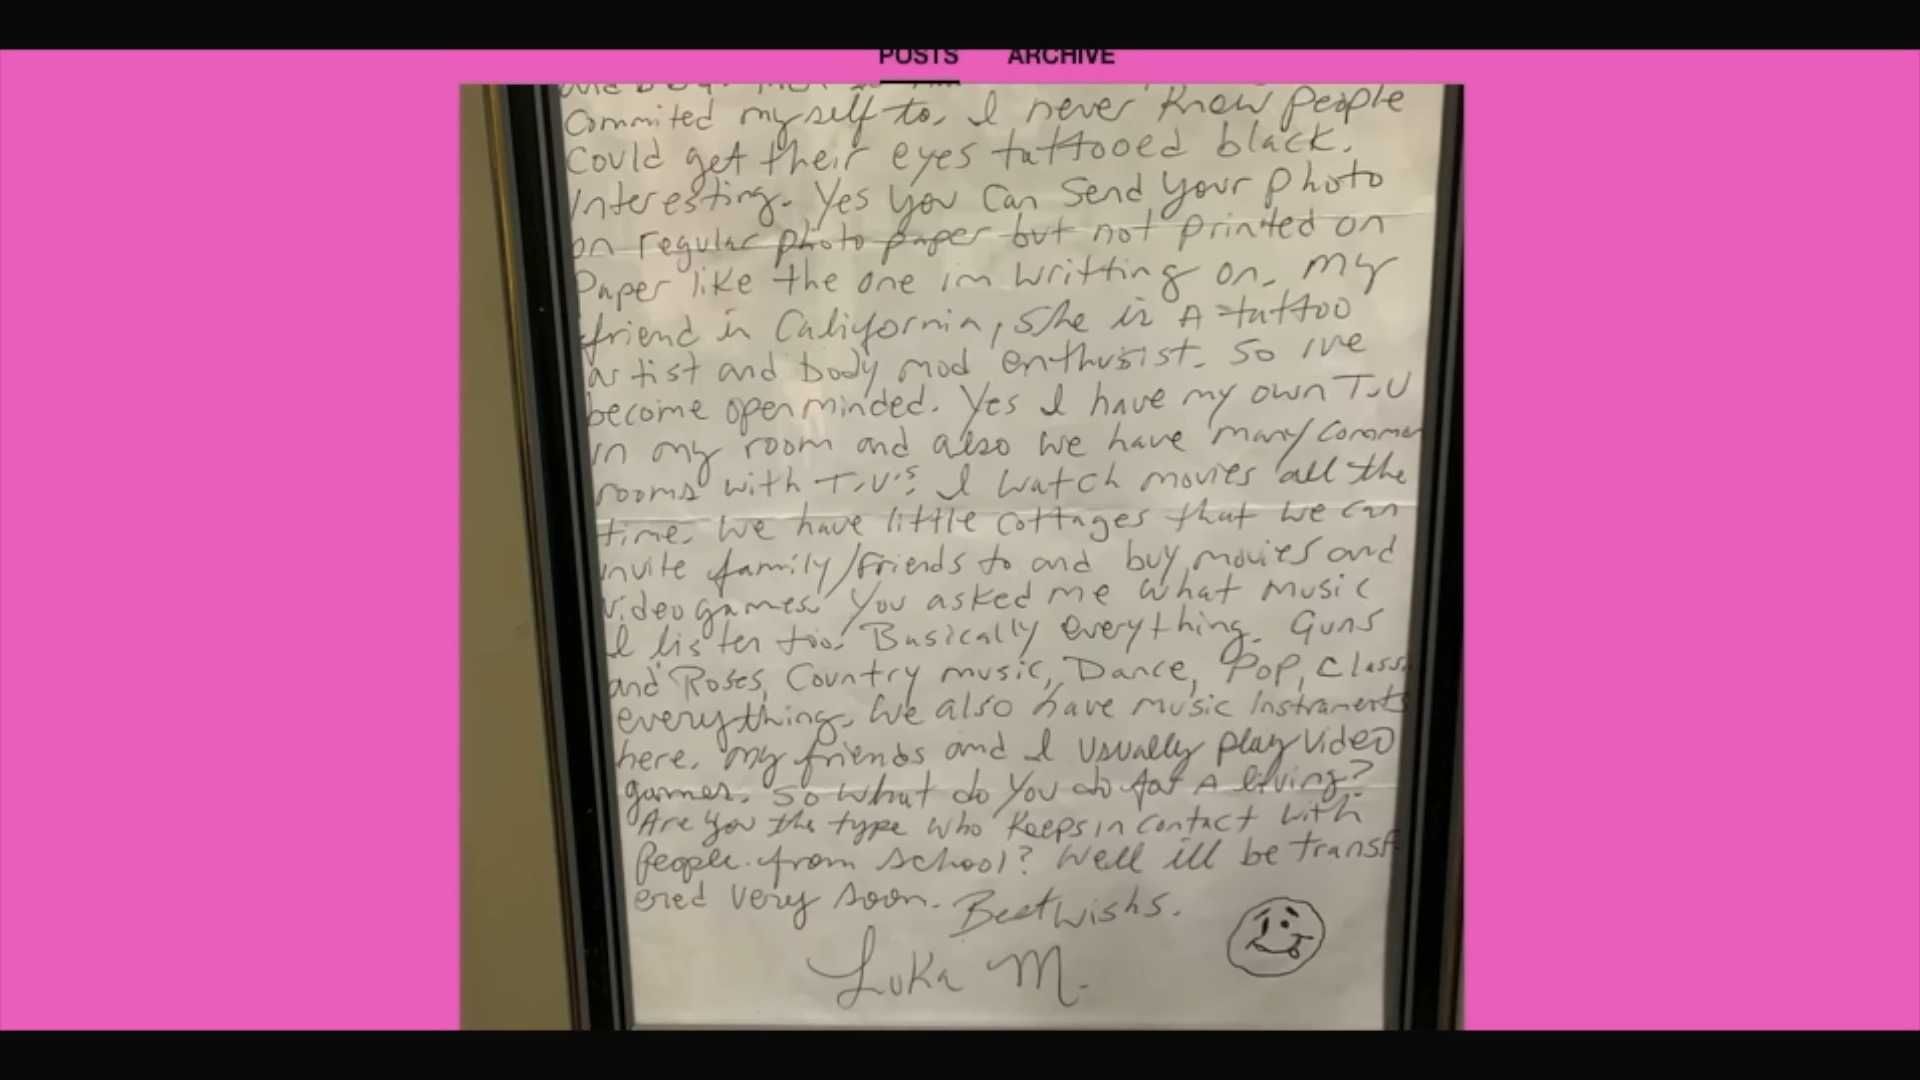 POSTS ARCHIVE
Commited myself to. I never knew people
Could get their eyes tattooed black.
Interesting. Yes you Can Send your photo
on regular photo paper but not printed on
Paper like the one im writting on. My
friend in California, she is A tattoo
artist and body mod enthusist. So ive
become openminded. Yes I have my own T.V
in my room and also we have many common
rooms with T.V's. I watch movies all the
time. We have little cottages that we can
invite family/friends to and buy movies and
video games. You asked me what music
I listen too. Basically everything. Guns
and Roses, Country music, Dance, Pop, Class
everything. We also have music Instraments
here. My friends and I usually play video
games. So what do you do for A living?
Are you the type who Keeps in contact with
People from school? Well ill be transf
ered very soon. Best wishs.
Luka M.